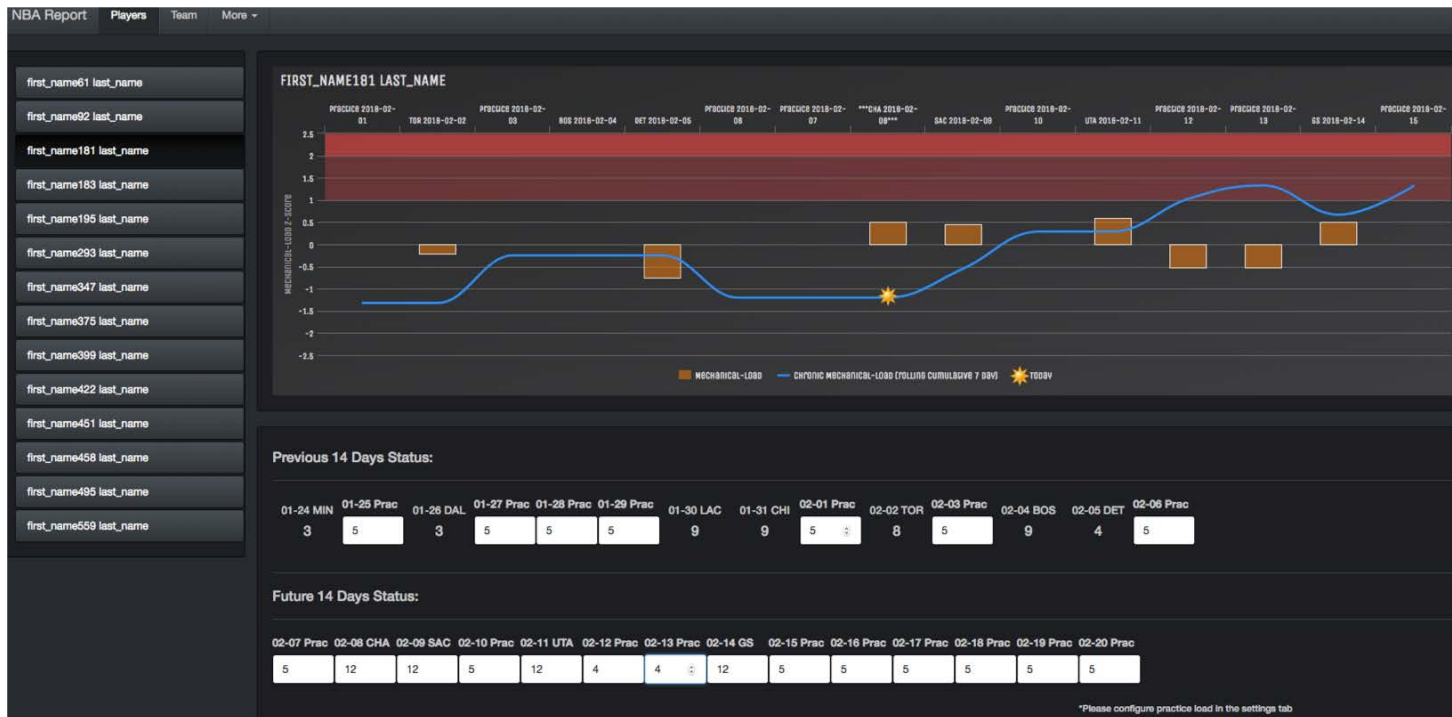 NBA Report Players Team More
first_name61 last_name
first_name92 last_name
first_name181 last_name
first_name183 last_name
first_name195 last_name
first_name293 last_name
first_name347 last_name
first_name375 last_name
first_name399 last_name
first_name422 last_name
first_name451 last_name
first_name458 last_name
first_name495 last_name
first_name559 last_name
FIRST_NAME181 LAST_NAME
Practice 2018-02- Practice 2018-02- Practice 2018-02- Practice 2018-02- ***CHA 2018-02- Practice 2018-02- Practice 2018-02- Practice 2018-02- Practice 2018-02-
01 TOR 2018-02-02 03 BOS 2018-02-04 DET 2018-02-05 06 07 08*** SAC 2018-02-09 10 UTA 2018-02-11 12 13 GS 2018-02-14 15
2.5
2
1.5
1
0.5
0
-0.5
-1
-1.5
-2
-2.5
Mechanical-Load Z-Score
Mechanical-Load Chronic Mechanical-Load (Rolling Cumulative 7 Day) Today
Previous 14 Days Status:
01-24 MIN 01-25 Prac 01-26 DAL 01-27 Prac 01-28 Prac 01-29 Prac 01-30 LAC 01-31 CHI 02-01 Prac 02-02 TOR 02-03 Prac 02-04 BOS 02-05 DET 02-06 Prac
3 5 3 5 5 5 9 9 5 8 5 9 4 5
Future 14 Days Status:
02-07 Prac 02-08 CHA 02-09 SAC 02-10 Prac 02-11 UTA 02-12 Prac 02-13 Prac 02-14 GS 02-15 Prac 02-16 Prac 02-17 Prac 02-18 Prac 02-19 Prac 02-20 Prac
5 12 12 5 12 4 4 12 5 5 5 5 5 5
*Please configure practice load in the settings tab